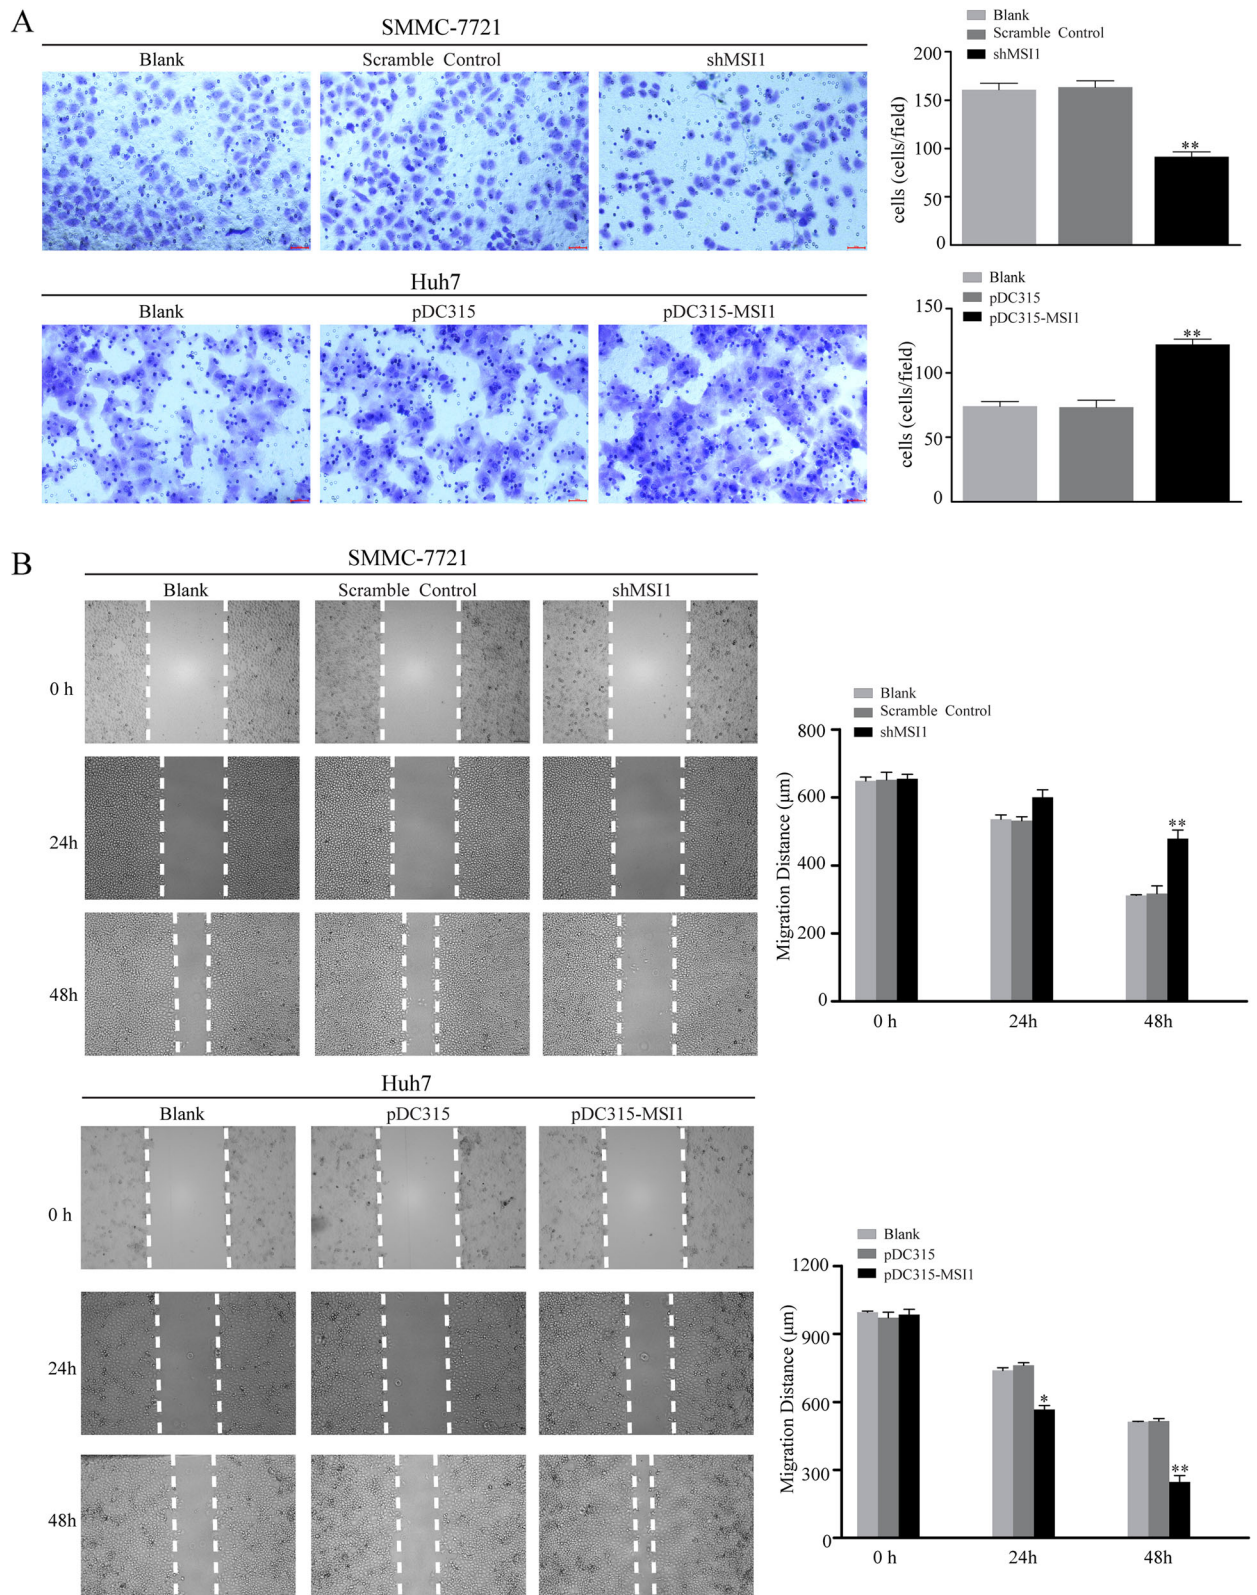 A
SMMC-7721
Blank Scramble Control shMSI1
Blank
Scramble Control
shMSI1
200
150
100
50
0
cells (cells/field)
**
Huh7
Blank pDC315 pDC315-MSI1
Blank
pDC315
pDC315-MSI1
150
100
50
0
cells (cells/field)
**
B
SMMC-7721
Blank Scramble Control shMSI1
0 h
24h
48h
Blank
Scramble Control
shMSI1
800
600
400
200
0
Migration Distance (μm)
**
0 h 24h 48h
Huh7
Blank pDC315 pDC315-MSI1
0 h
24h
48h
Blank
pDC315
pDC315-MSI1
1200
900
600
300
0
Migration Distance (μm)
*
**
0 h 24h 48h